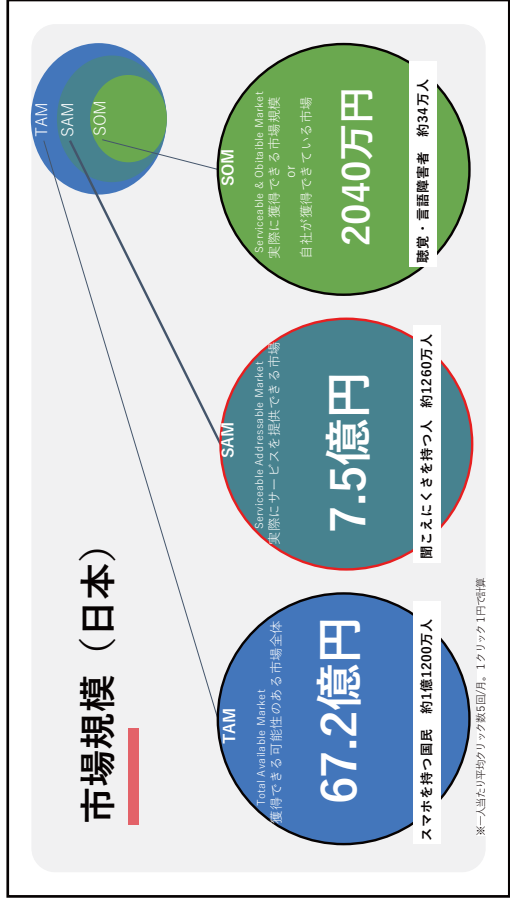 市場規模（日本）
TAM
SAM
SOM
TAM
Total Available Market
獲得できる可能性のある市場全体
67.2億円
スマホを持つ国民　約1億1200万人
SAM
Serviceable Addressable Market
実際にサービスを提供できる市場
7.5億円
聞こえにくさを持つ人　約1260万人
SOM
Serviceable & Obtaible Market
実際に獲得できる市場規模
or
自社が獲得できている市場
2040万円
聴覚・言語障害者　約34万人
※一人当たり平均クリック数5回/月。1クリック1円で計算